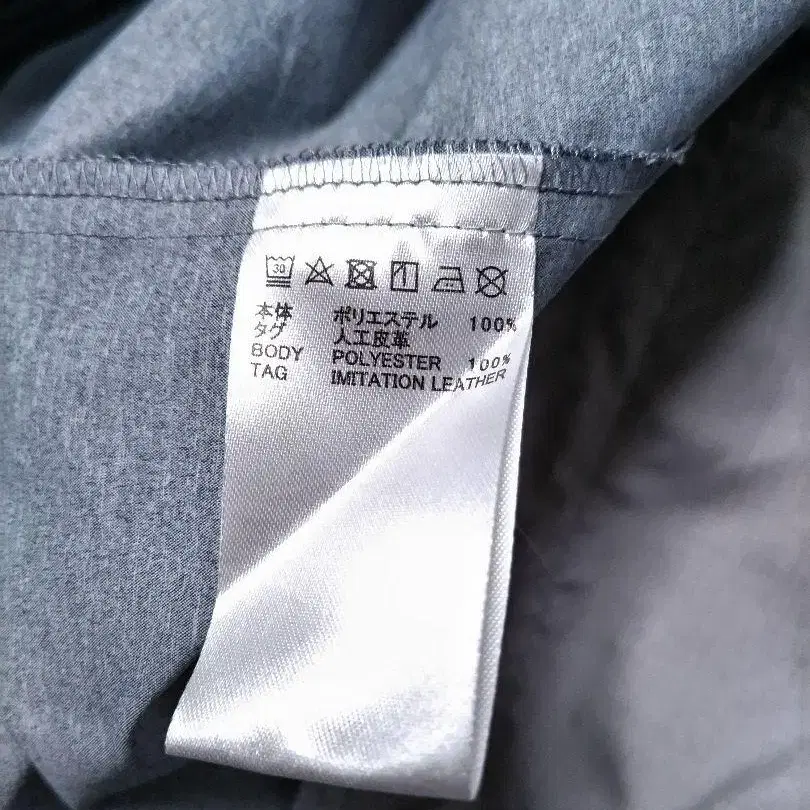 30
本体 ポリエステル 100%
タグ 人工皮革
BODY POLYESTER 100%
TAG IMITATION LEATHER